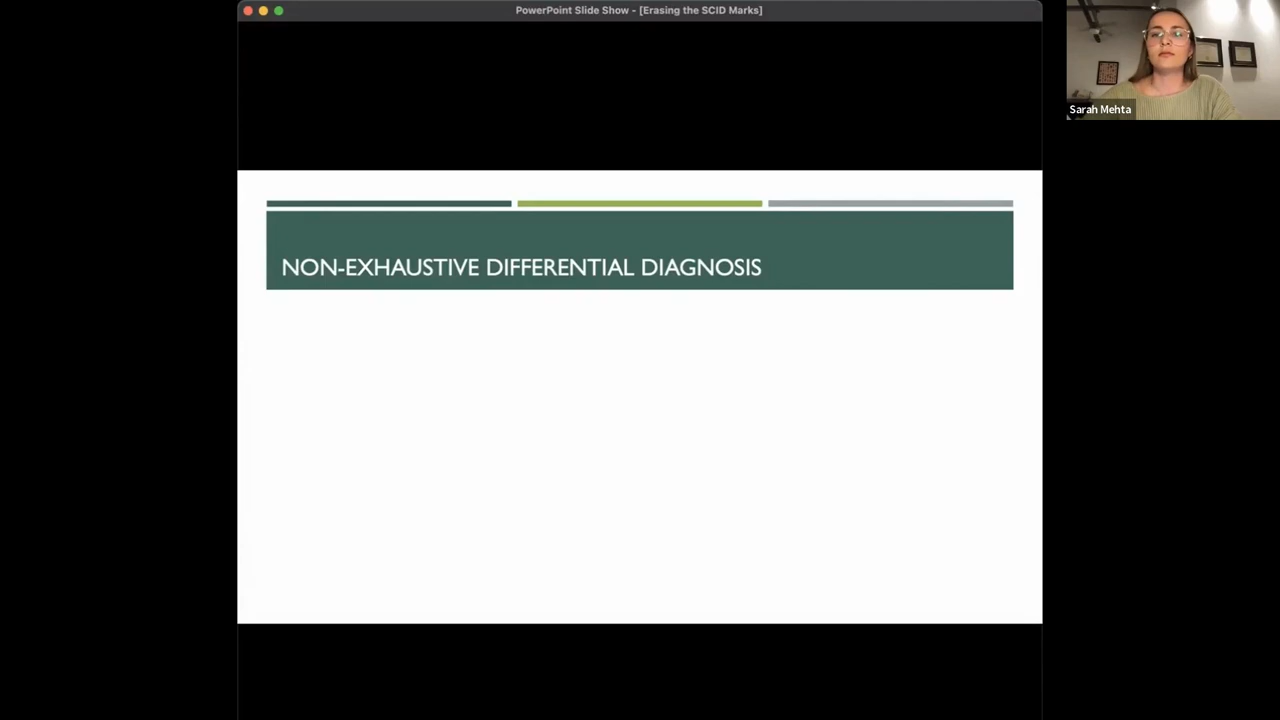 PowerPoint Slide Show - [Erasing the SCID Marks]
Sarah Mehta
NON-EXHAUSTIVE DIFFERENTIAL DIAGNOSIS